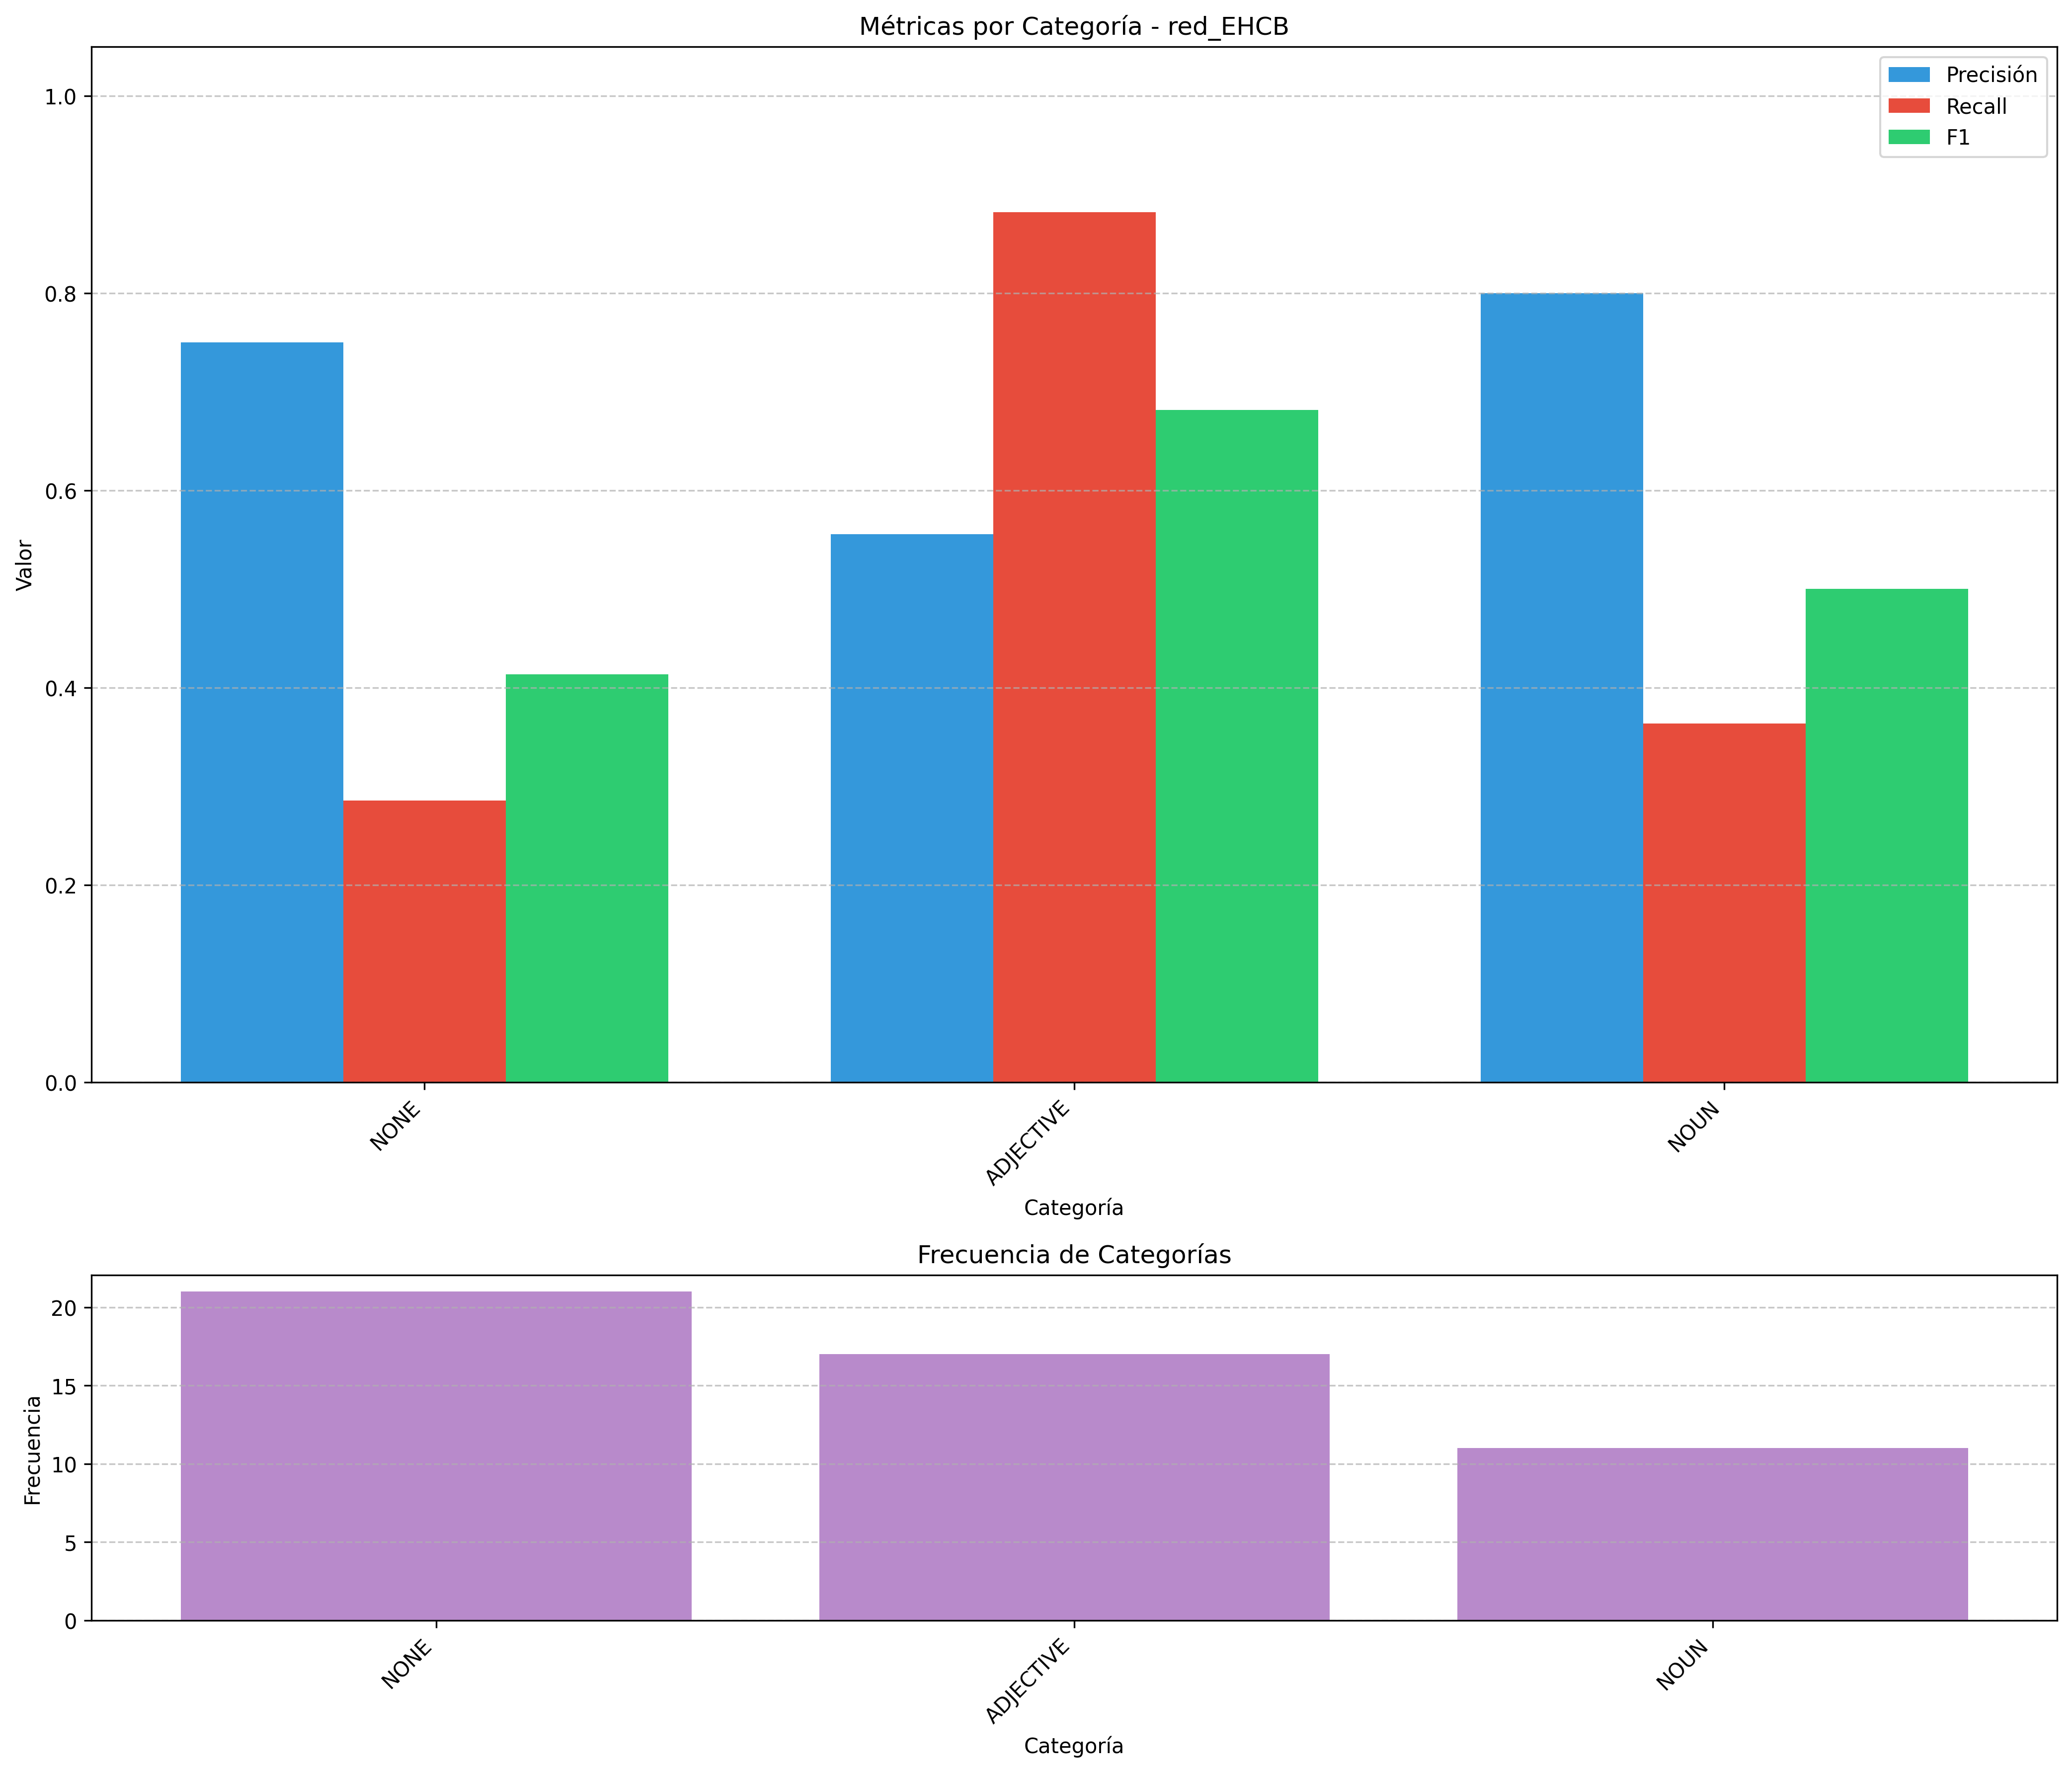 Métricas por Categoría - red_EHCB
Precisión
Recall
F1
Valor
1.0
0.8
0.6
0.4
0.2
0.0
NONE
ADJECTIVE
NOUN
Categoría
Frecuencia de Categorías
Frecuencia
20
15
10
5
0
NONE
ADJECTIVE
NOUN
Categoría